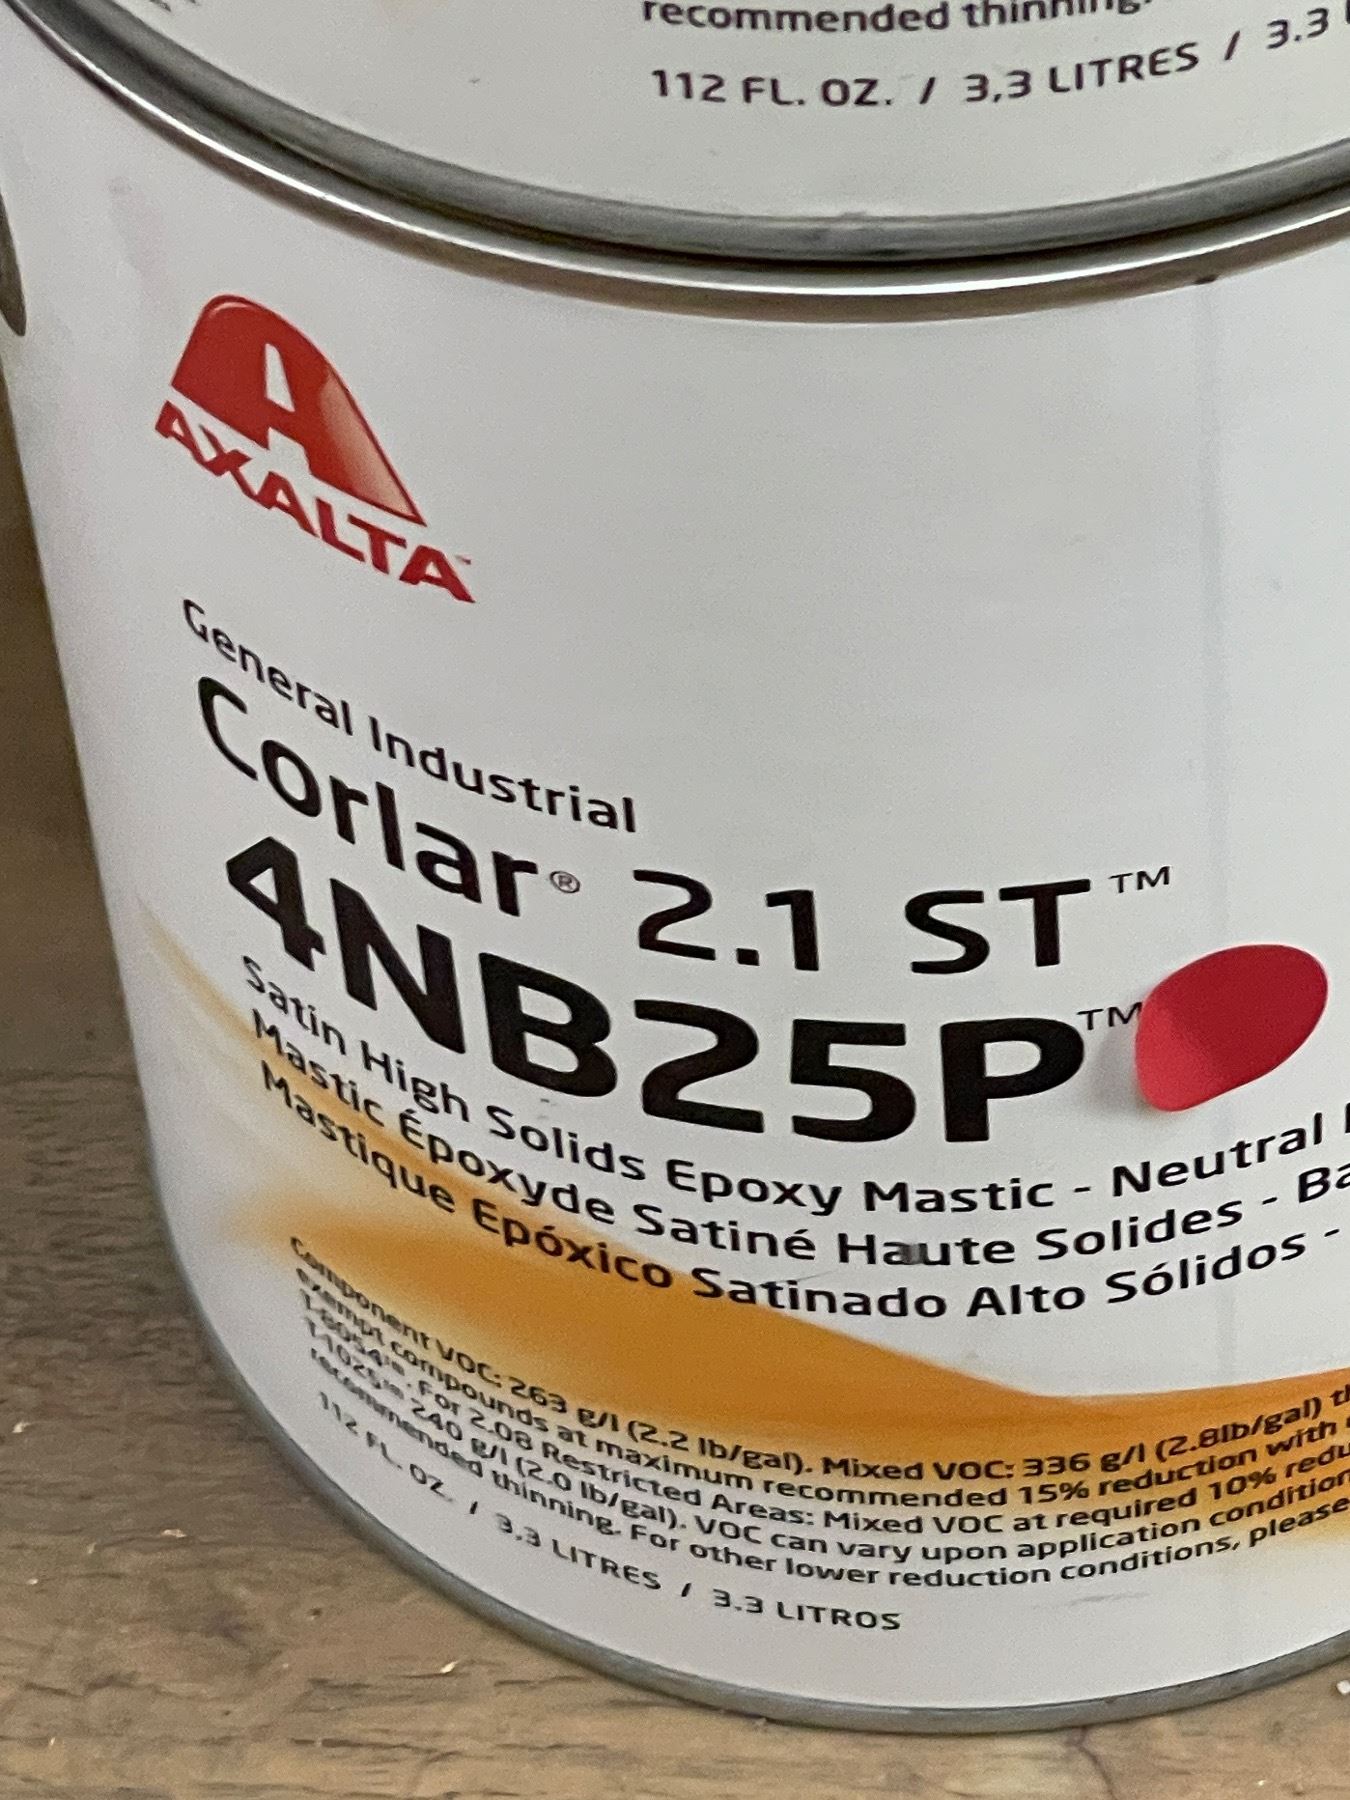 recommended thinning.
112 FL. OZ. / 3,3 LITRES / 3.3
A
AXALTA™
General Industrial
Corlar® 2.1 ST™
4NB25P™
Satin High Solids Epoxy Mastic - Neutral
Mastic Époxyde Satiné Haute Solides -
Mastique Epóxico Satinado Alto Sólidos -
Component VOC: 263 g/l (2.2 lb/gal). Mixed VOC: 336 g/l (2.8lb/gal)
exempt compounds at maximum recommended 15% reduction with
T-8054™. For 2.08 Restricted Areas: Mixed VOC at required 10%
T-1025™ 240 g/l (2.0 lb/gal). VOC can vary upon application
recommended thinning. For other lower reduction conditions, please
112 FL. OZ. / 3,3 LITRES / 3.3 LITROS